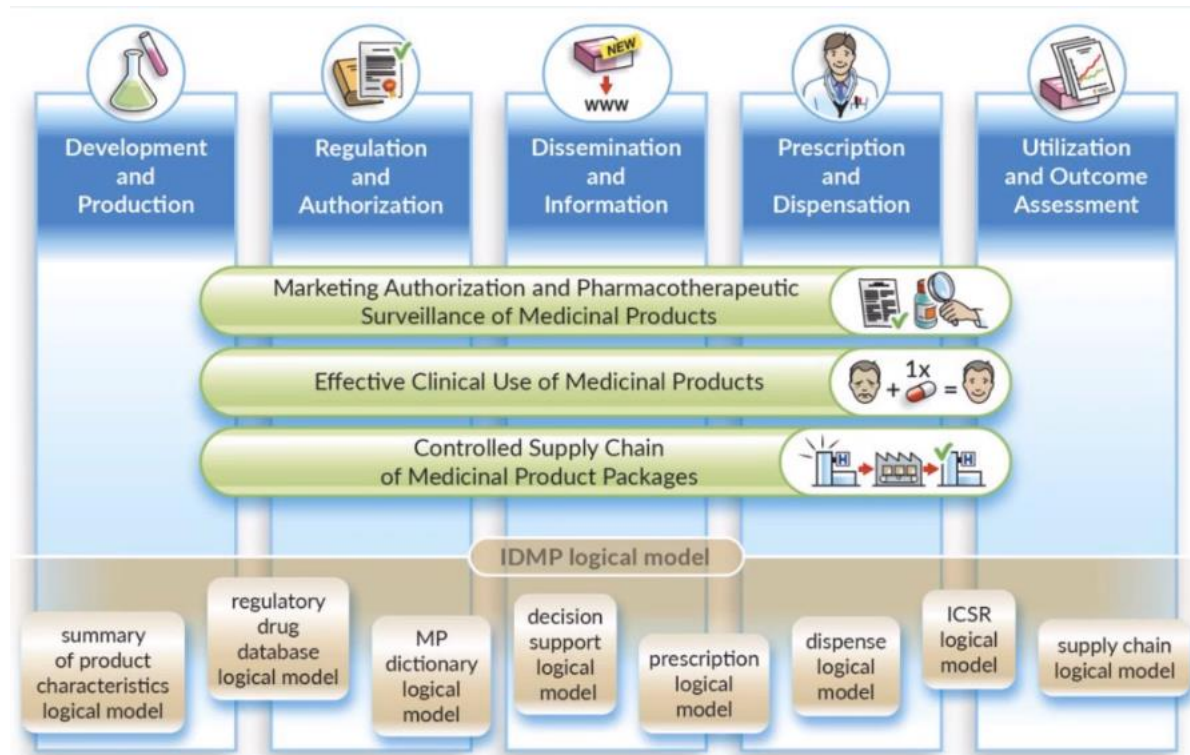 NEW
www
Development
and
Production
Regulation
and
Authorization
Dissemination
and
Information
Prescription
and
Dispensation
Utilization
and Outcome
Assessment
Marketing Authorization and Pharmacotherapeutic
Surveillance of Medicinal Products
Effective Clinical Use of Medicinal Products
1x
+ =
Controlled Supply Chain
of Medicinal Product Packages
H
H
IDMP logical model
summary
of product
characteristics
logical model
regulatory
drug
database
logical model
MP
dictionary
logical
model
decision
support
logical
model
prescription
logical
model
dispense
logical
model
ICSR
logical
model
supply chain
logical model